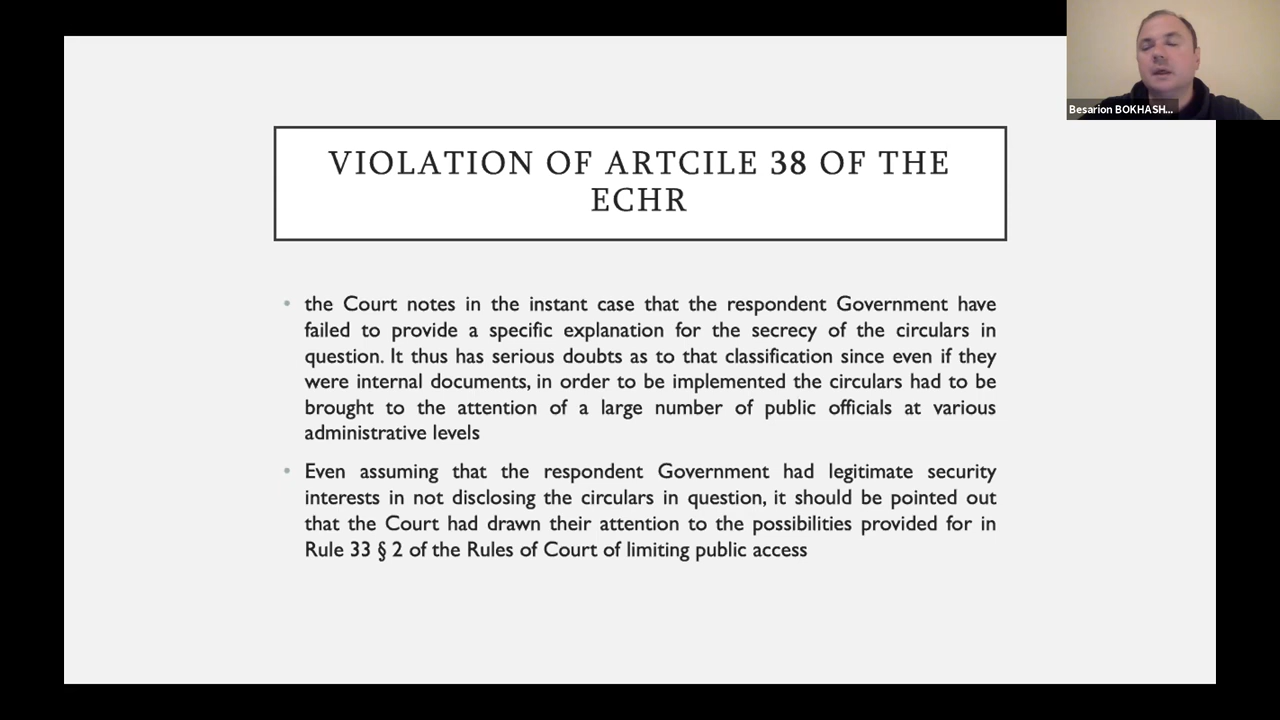 VIOLATION OF ARTCILE 38 OF THE
ECHR
• the Court notes in the instant case that the respondent Government have
failed to provide a specific explanation for the secrecy of the circulars in
question. It thus has serious doubts as to that classification since even if they
were internal documents, in order to be implemented the circulars had to be
brought to the attention of a large number of public officials at various
administrative levels
• Even assuming that the respondent Government had legitimate security
interests in not disclosing the circulars in question, it should be pointed out
that the Court had drawn their attention to the possibilities provided for in
Rule 33 § 2 of the Rules of Court of limiting public access
Besarion BOKHASH...